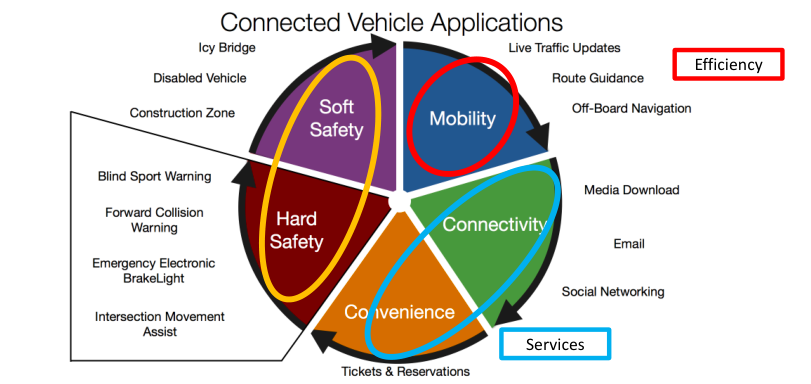 Connected Vehicle Applications
Icy Bridge
Disabled Vehicle
Construction Zone
Soft
Safety
Mobility
Live Traffic Updates
Route Guidance
Off-Board Navigation
Efficiency
Blind Sport Warning
Forward Collision
Warning
Emergency Electronic
BrakeLight
Intersection Movement
Assist
Hard
Safety
Connectivity
Media Download
Email
Social Networking
Convenience
Services
Tickets & Reservations